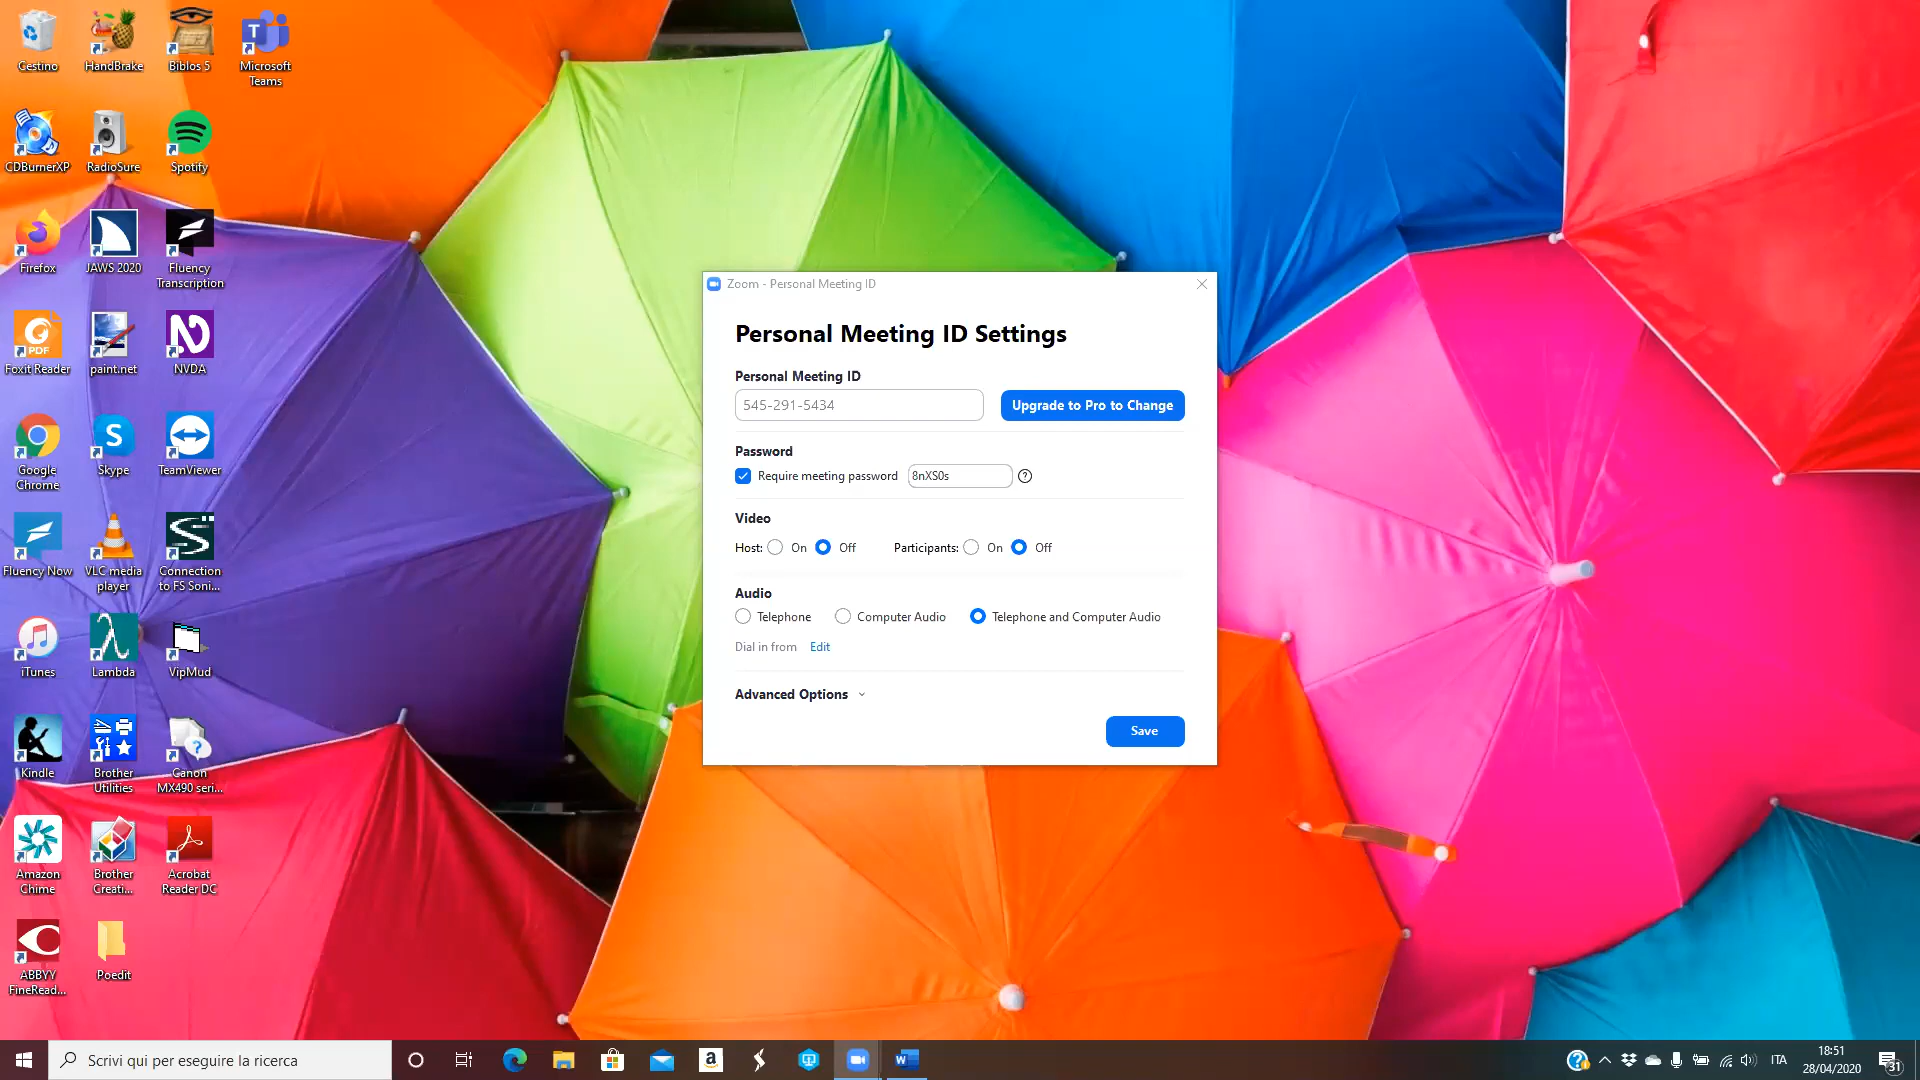 Cestino
HandBrake
Biblos 5
Microsoft
Teams
CDBurnerXP
RadioSure
Spotify
Firefox
JAWS 2020
Fluency
Transcription
Foxit Reader
paint.net
NVDA
Google
Chrome
Skype
TeamViewer
Fluency Now
VLC media
player
Connection
to FS Soni...
iTunes
Lambda
VipMud
Kindle
Brother
Utilities
Canon
MX490 seri...
Amazon
Chime
Brother
Creati...
Acrobat
Reader DC
ABBYY
FineRead...
Poedit
Zoom - Personal Meeting ID
Personal Meeting ID Settings
Personal Meeting ID
545-291-5434
Upgrade to Pro to Change
Password
Require meeting password 8nXS0s
Video
Host: On Off Participants: On Off
Audio
Telephone Computer Audio Telephone and Computer Audio
Dial in from Edit
Advanced Options
Save
Scrivi qui per eseguire la ricerca
ITA
18:51
28/04/2020
31